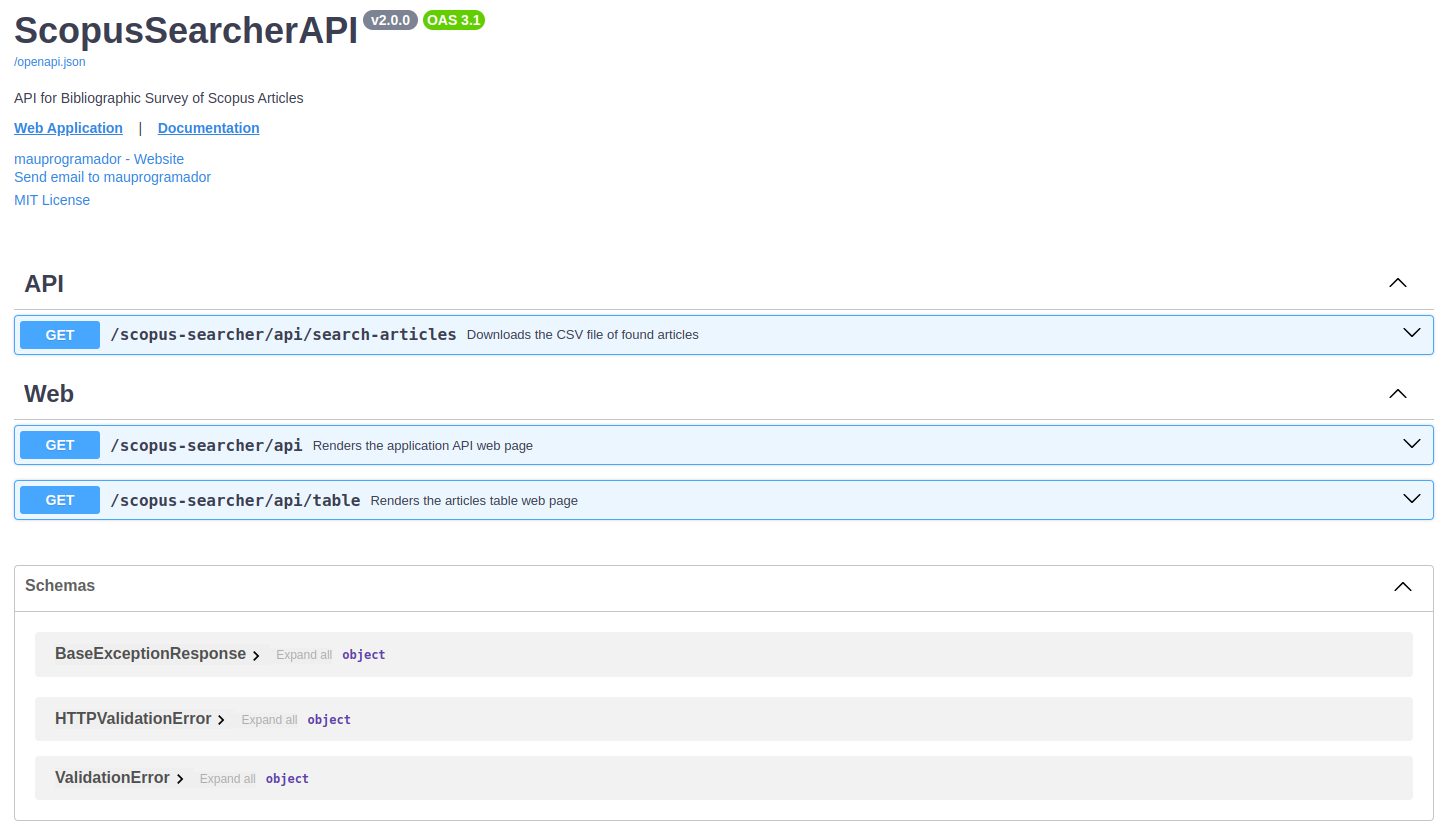 ScopusSearcherAPI v2.0.0 OAS 3.1
/openapi.json
API for Bibliographic Survey of Scopus Articles
Web Application | Documentation
mauprogramador - Website
Send email to mauprogramador
MIT License
API
GET /scopus-searcher/api/search-articles Downloads the CSV file of found articles
Web
GET /scopus-searcher/api Renders the application API web page
GET /scopus-searcher/api/table Renders the articles table web page
Schemas
BaseExceptionResponse Expand all object
HTTPValidationError Expand all object
ValidationError Expand all object